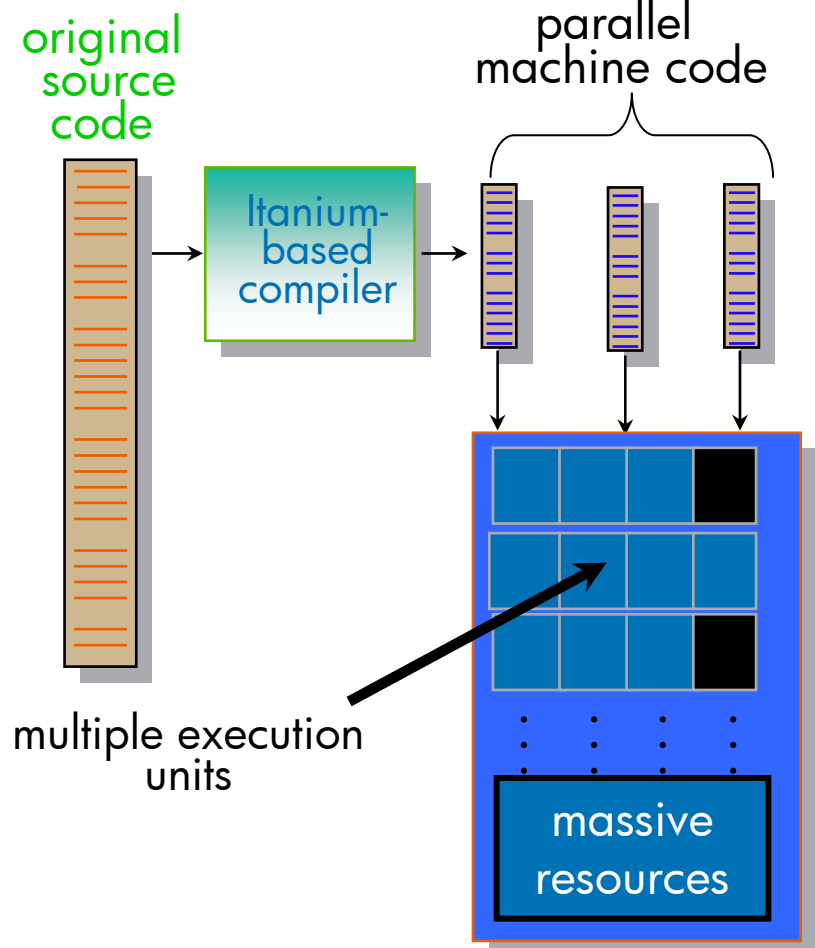 original
source
code
parallel
machine code
Itanium-
based
compiler
multiple execution
units
massive
resources